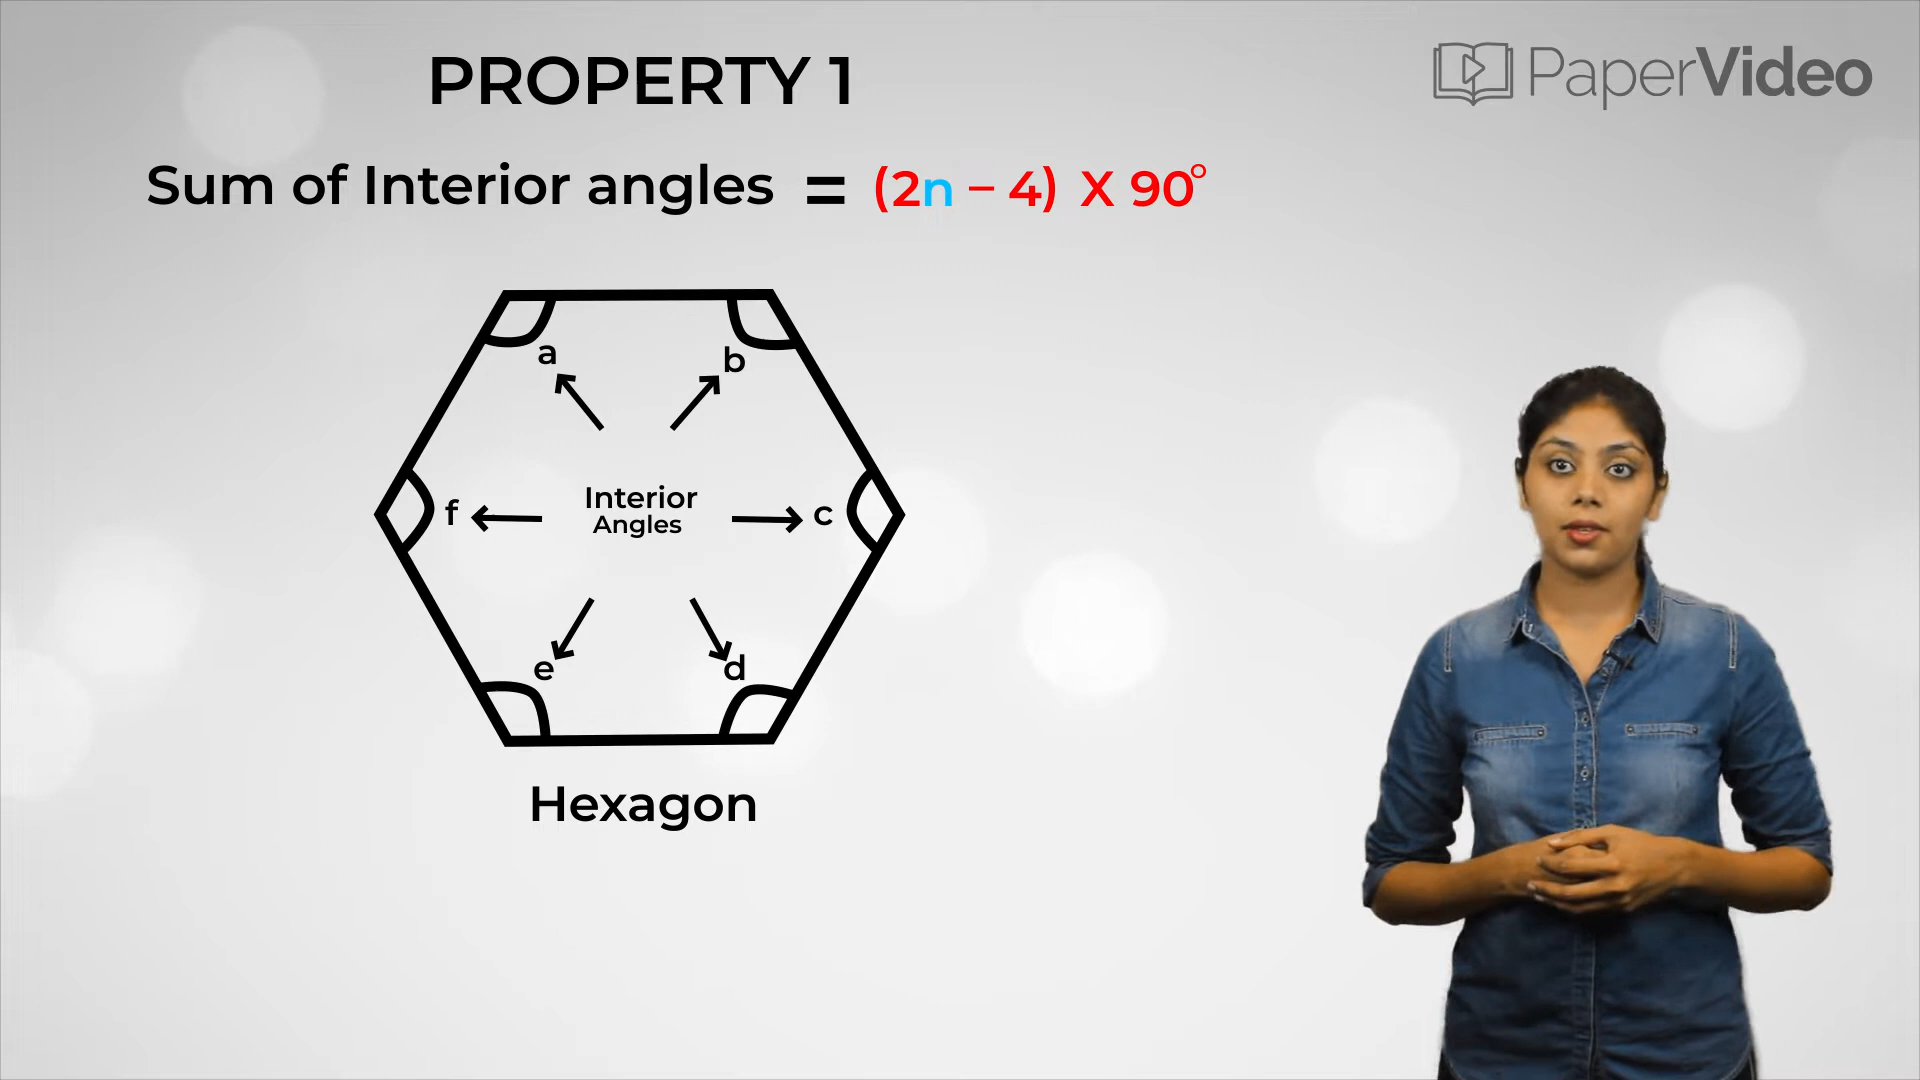 PROPERTY 1
PaperVideo
Sum of Interior angles = (2n – 4) X 90°
a
b
f
Interior
Angles
c
e
d
Hexagon